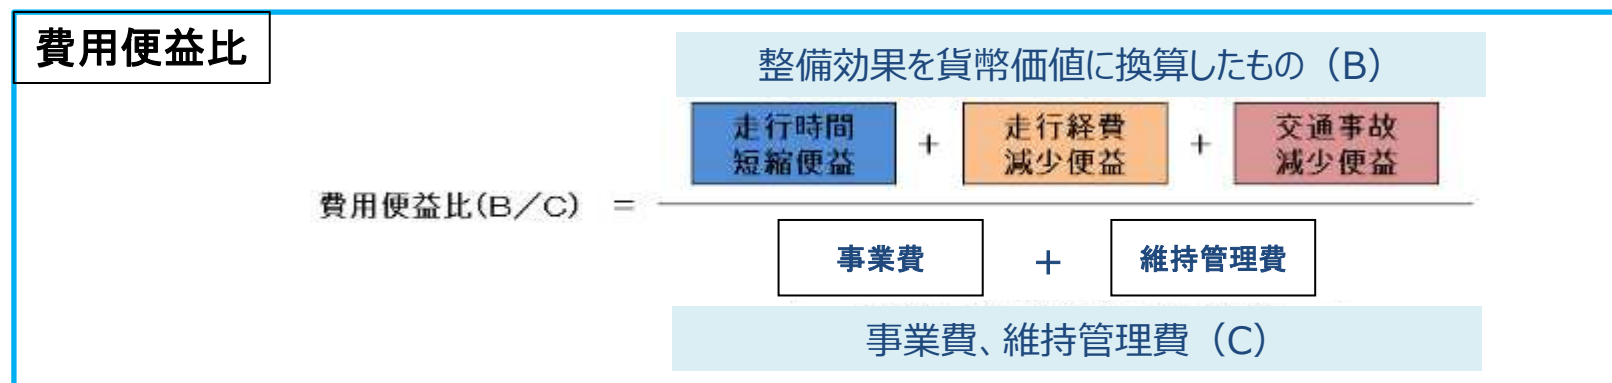 費用便益比
整備効果を貨幣価値に換算したもの（B）
走行時間
短縮便益
+
走行経費
減少便益
+
交通事故
減少便益
費用便益比(B／C) =
事業費 + 維持管理費
事業費、維持管理費（C）